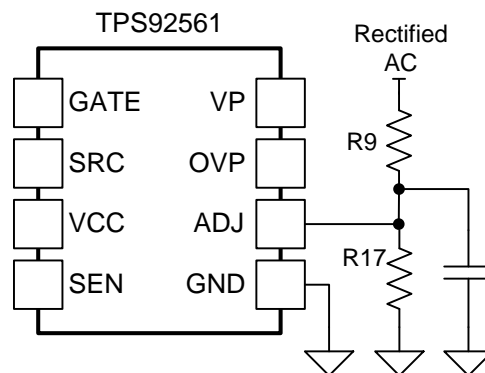 TPS92561
Rectified
AC
GATE VP
R9
SRC OVP
VCC ADJ
R17
SEN GND